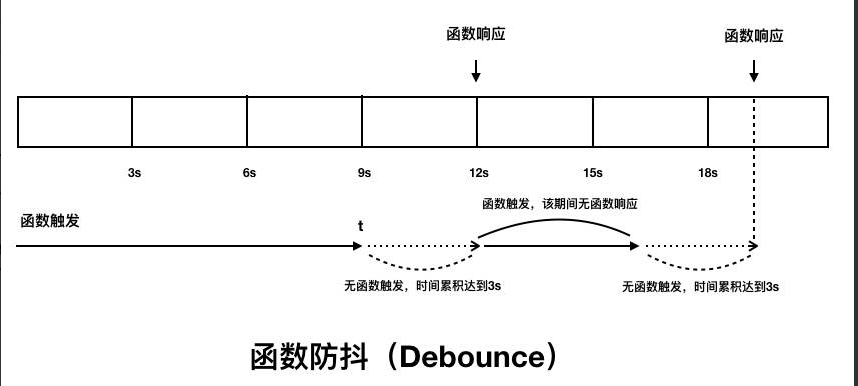 函数响应
函数响应
3s
6s
9s
12s
15s
18s
函数触发，该期间无函数响应
函数触发
t
无函数触发，时间累积达到3s
无函数触发，时间累积达到3s
函数防抖（Debounce）